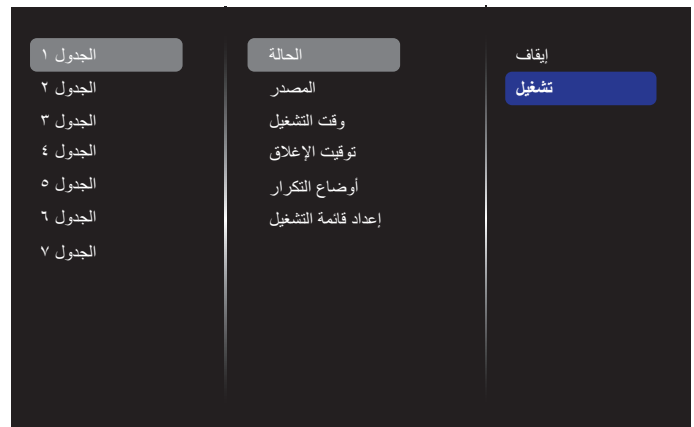 الجدول ١
الجدول ٢
الجدول ٣
الجدول ٤
الجدول ٥
الجدول ٦
الجدول ٧
الحالة
المصدر
وقت التشغيل
توقيت الإغلاق
أوضاع التكرار
إعداد قائمة التشغيل
إيقاف
تشغيل